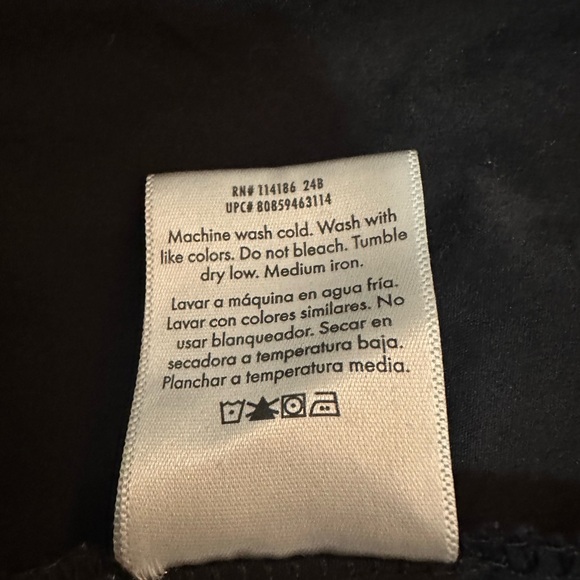 RN# 114186 24B
UPC# 80859463114
Machine wash cold. Wash with
like colors. Do not bleach. Tumble
dry low. Medium iron.
Lavar a máquina en agua fría.
Lavar con colores similares. No
usar blanqueador. Secar en
secadora a temperatura baja.
Planchar a temperatura media.